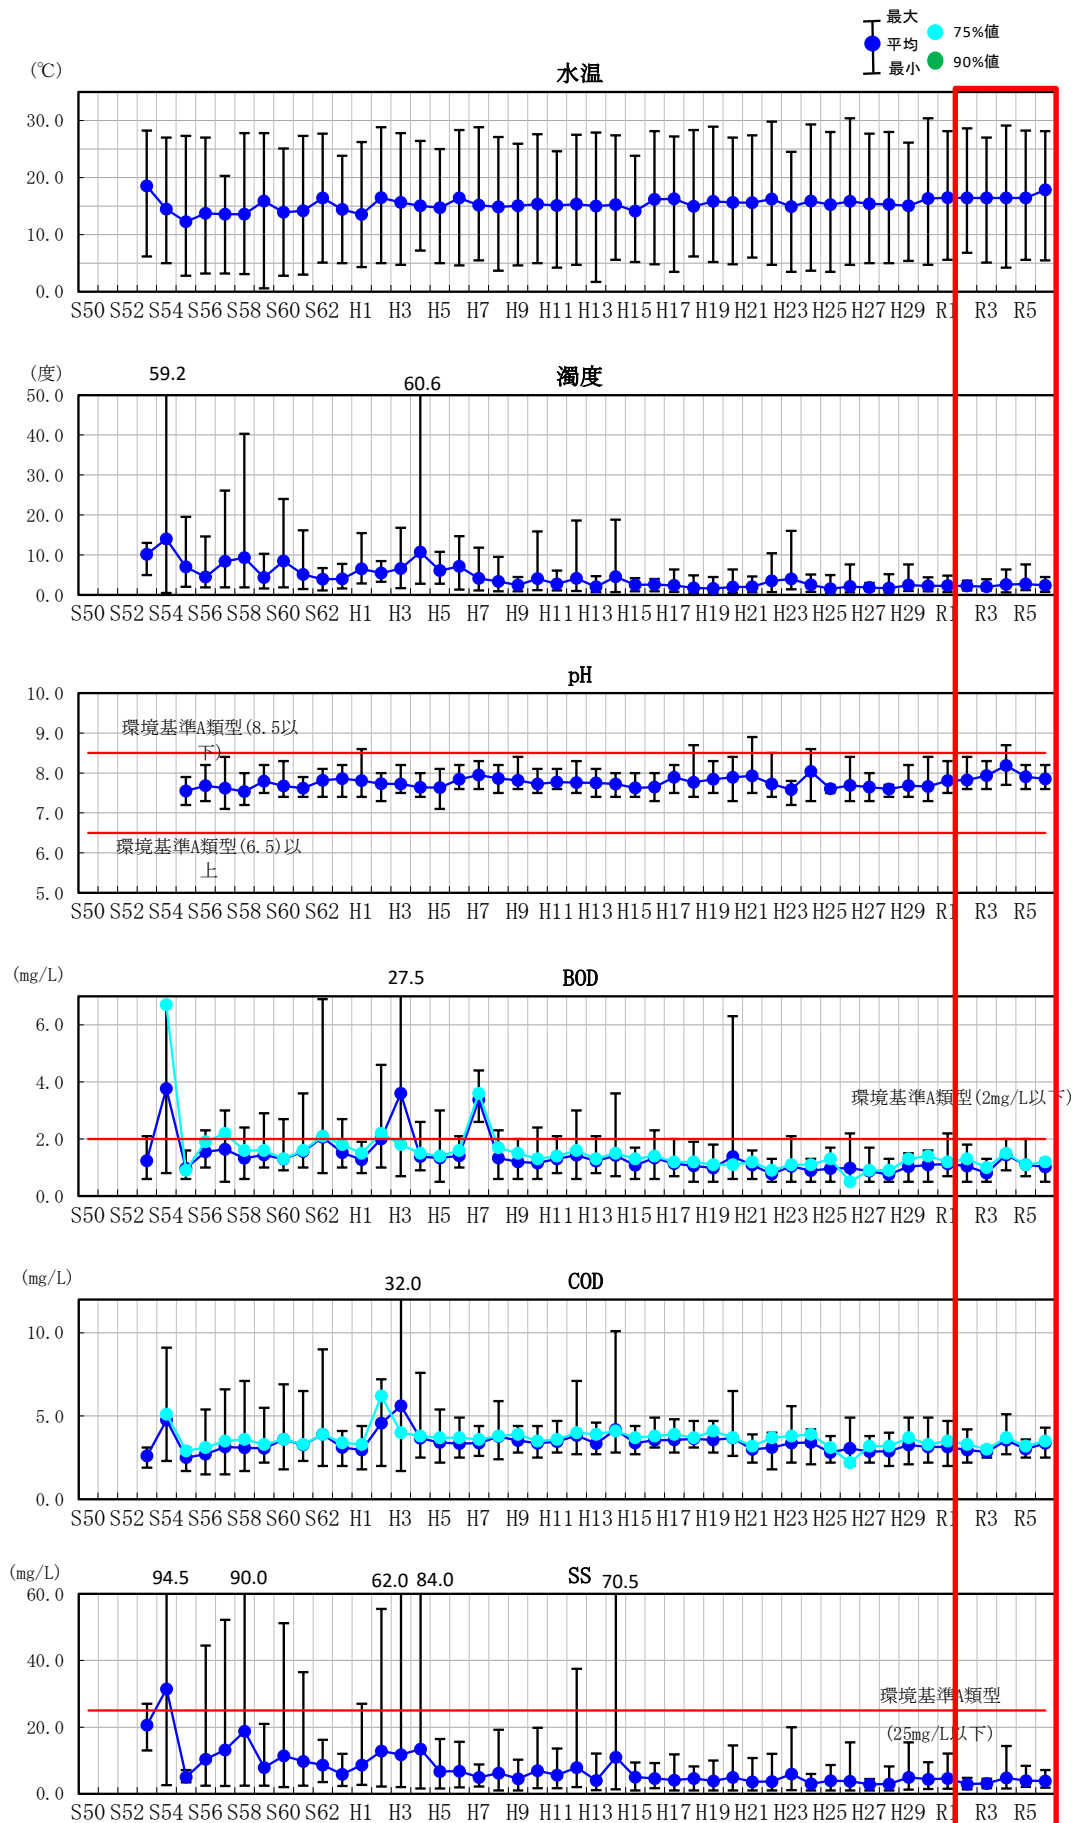 最大
平均
最小
75%値
90%値
(℃)
水温
30.0
20.0
10.0
0.0
S50 S52 S54 S56 S58 S60 S62 H1 H3 H5 H7 H9 H11 H13 H15 H17 H19 H21 H23 H25 H27 H29 R1 R3 R5
(度)
59.2
60.6
濁度
50.0
40.0
30.0
20.0
10.0
0.0
S50 S52 S54 S56 S58 S60 S62 H1 H3 H5 H7 H9 H11 H13 H15 H17 H19 H21 H23 H25 H27 H29 R1 R3 R5
pH
10.0
9.0
8.0
7.0
6.0
5.0
環境基準A類型(8.5以
下)
環境基準A類型(6.5)以
上
S50 S52 S54 S56 S58 S60 S62 H1 H3 H5 H7 H9 H11 H13 H15 H17 H19 H21 H23 H25 H27 H29 R1 R3 R5
(mg/L)
27.5
BOD
6.0
4.0
2.0
0.0
環境基準A類型(2mg/L以下)
S50 S52 S54 S56 S58 S60 S62 H1 H3 H5 H7 H9 H11 H13 H15 H17 H19 H21 H23 H25 H27 H29 R1 R3 R5
(mg/L)
32.0
COD
10.0
5.0
0.0
S50 S52 S54 S56 S58 S60 S62 H1 H3 H5 H7 H9 H11 H13 H15 H17 H19 H21 H23 H25 H27 H29 R1 R3 R5
(mg/L)
94.5
90.0
62.0
84.0
SS
70.5
60.0
40.0
20.0
0.0
環境基準A類型
(25mg/L以下)
S50 S52 S54 S56 S58 S60 S62 H1 H3 H5 H7 H9 H11 H13 H15 H17 H19 H21 H23 H25 H27 H29 R1 R3 R5